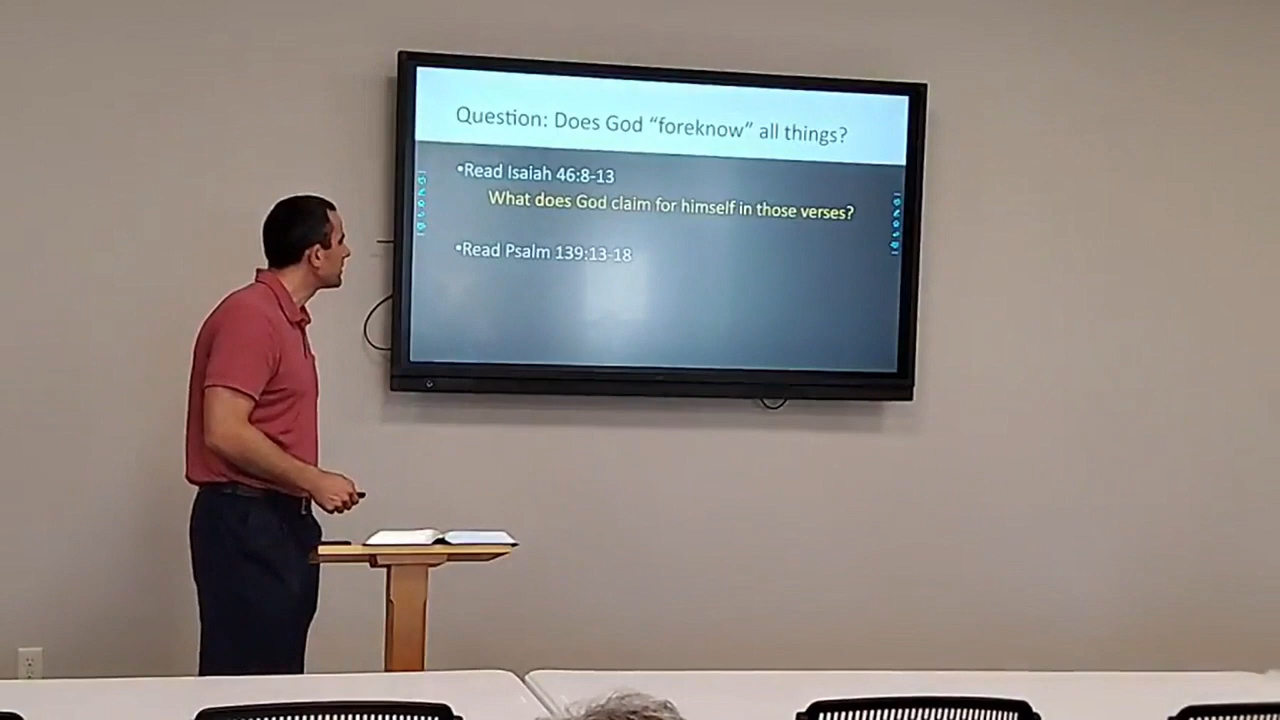 Question: Does God “foreknow” all things?
•Read Isaiah 46:8-13
What does God claim for himself in those verses?
•Read Psalm 139:13-18